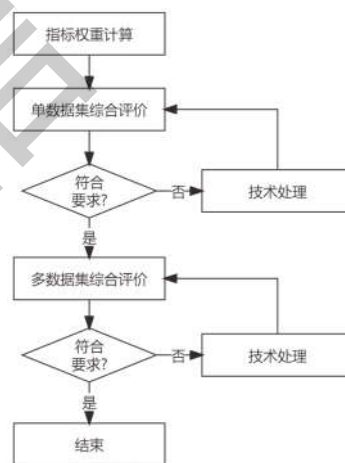 指标权重计算
单数据集综合评价
符合
要求?
否
技术处理
是
多数据集综合评价
符合
要求?
否
技术处理
是
结束